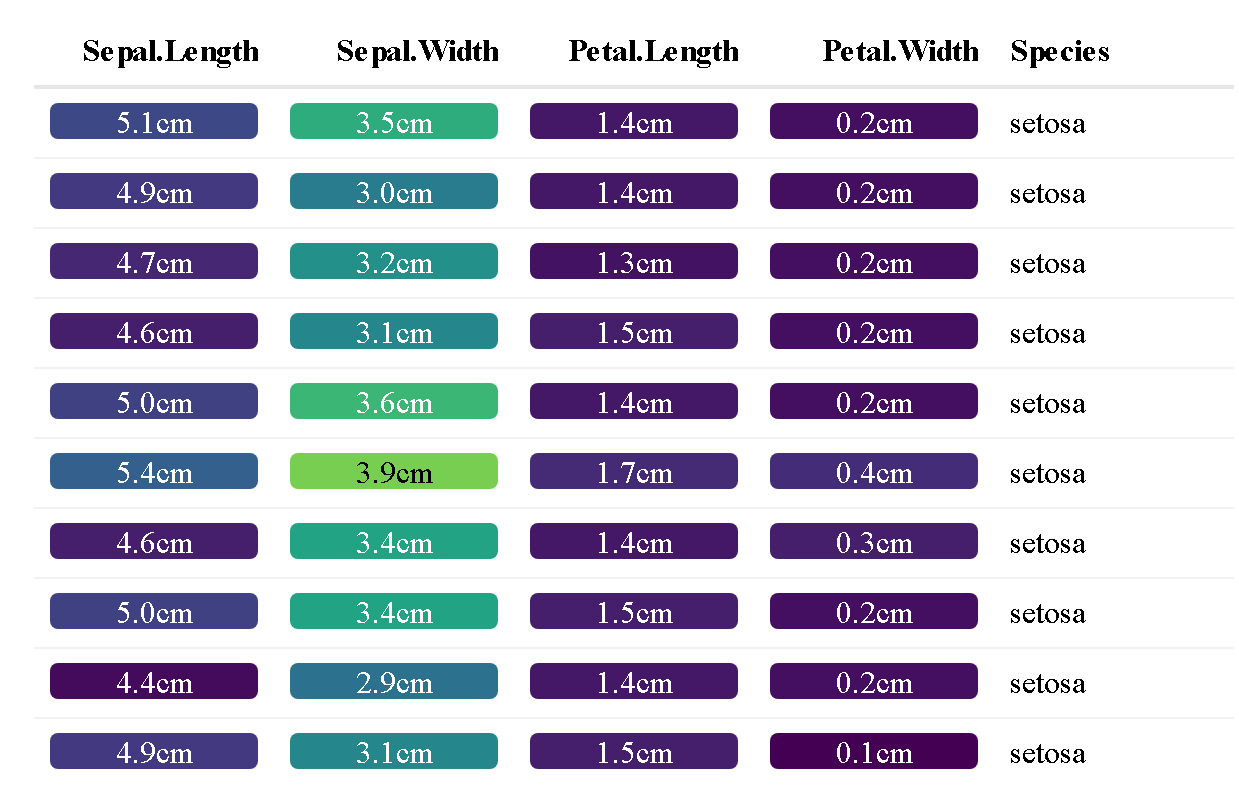 Sepal.Length Sepal.Width Petal.Length Petal.Width Species
5.1cm 3.5cm 1.4cm 0.2cm setosa
4.9cm 3.0cm 1.4cm 0.2cm setosa
4.7cm 3.2cm 1.3cm 0.2cm setosa
4.6cm 3.1cm 1.5cm 0.2cm setosa
5.0cm 3.6cm 1.4cm 0.2cm setosa
5.4cm 3.9cm 1.7cm 0.4cm setosa
4.6cm 3.4cm 1.4cm 0.3cm setosa
5.0cm 3.4cm 1.5cm 0.2cm setosa
4.4cm 2.9cm 1.4cm 0.2cm setosa
4.9cm 3.1cm 1.5cm 0.1cm setosa